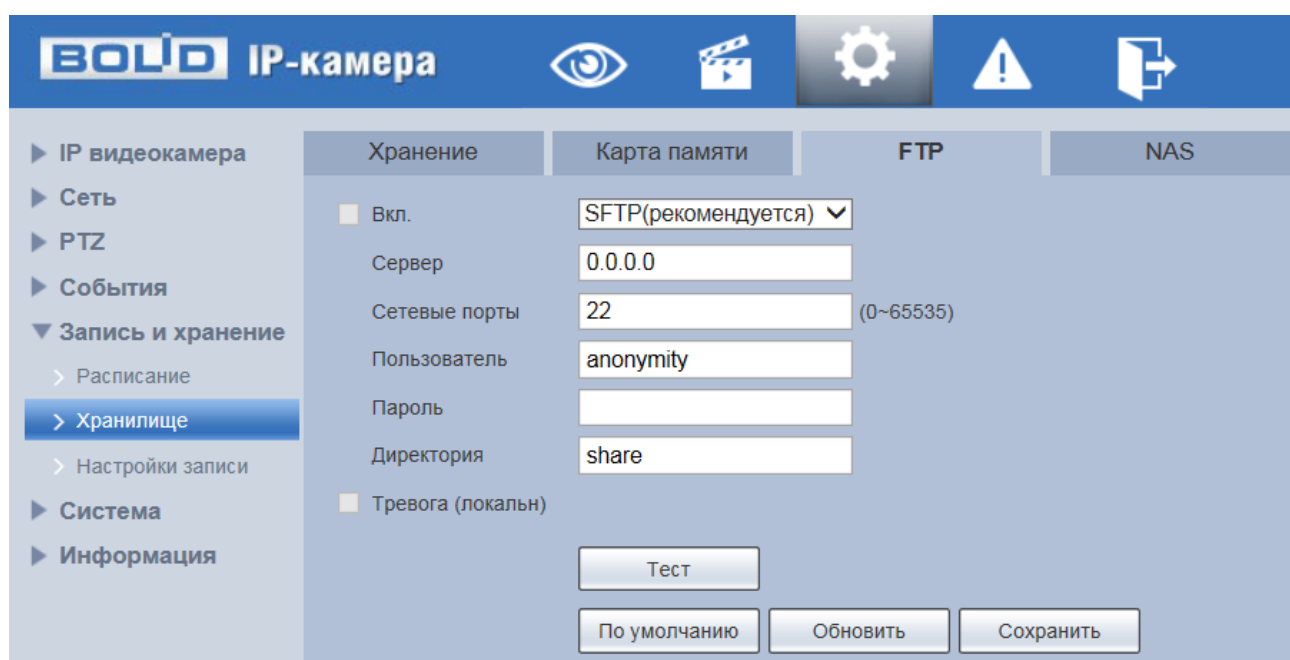 BOLID IP-камера
IP видеокамера
Сеть
PTZ
События
Запись и хранение
Расписание
Хранилище
Настройки записи
Система
Информация
Хранение Карта памяти FTP NAS
Вкл. SFTP(рекомендуется)
Сервер 0.0.0.0
Сетевые порты 22 (0~65535)
Пользователь anonymity
Пароль
Директория share
Тревога (локальн)
Тест
По умолчанию Обновить Сохранить